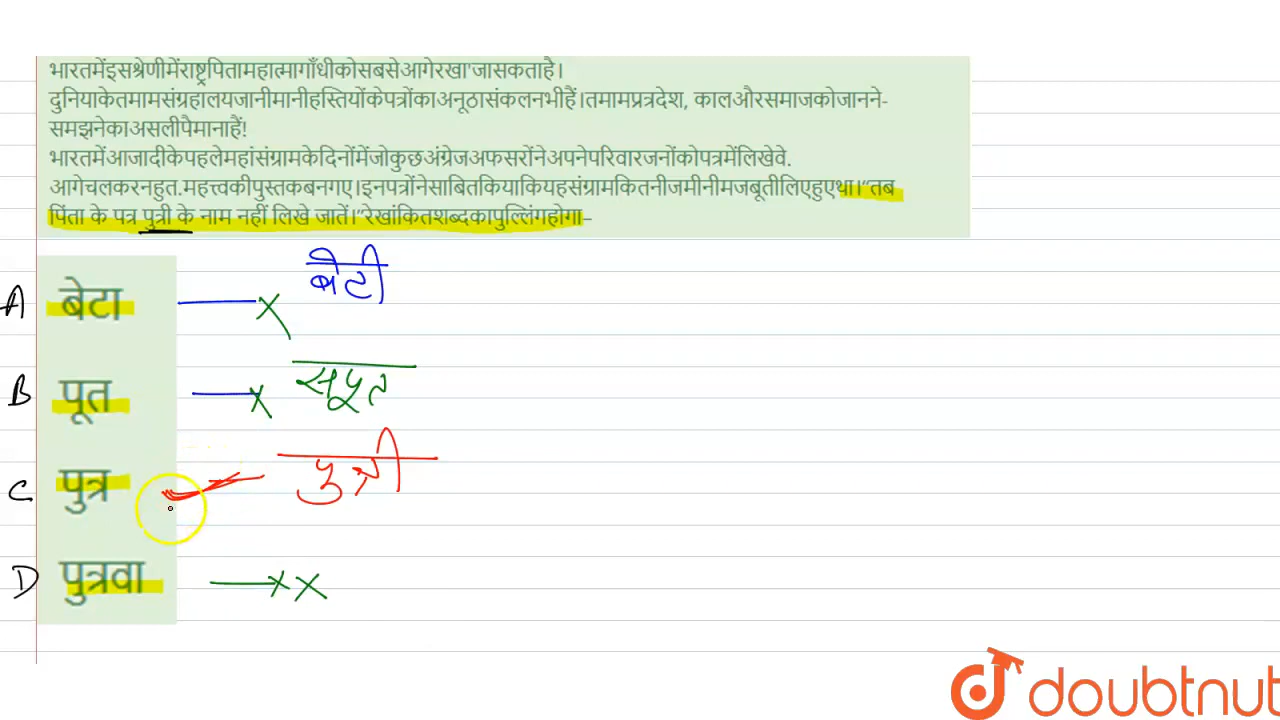 भारतमेंइसश्रेणीमेंराष्ट्रपितामहात्मागाँधीकोसबसेआगेरखा'जासकताहै।
दुनियाकेतमामसंग्रहालयजानीमानीहस्तियोंकेपत्रोंकाअनूठासंकलनभीहैं।तमामप्रत्रदेश, कालऔरसमाजकोजानने-
समझनेकाअसलीपैमानाहैं!
भारतमेंआजादीकेपहलेमहांसंग्रामकेदिनोंमेंजोकुछअंग्रेजअफसरोंनेअपनेपरिवारजनोंकोपत्रमेंलिखेवे.
आगेचलकरनहुत.महत्त्वकीपुस्तकबनगए।इनपत्रोंनेसाबितकियाकियहसंग्रामकितनीजमीनीमजबूतीलिएहुएथा।"तब
पिंता के पत्र पुत्री के नाम नहीं लिखे जातें।"रेखांकितशब्दकापुल्लिंगहोगा–
A बेटा बेटी
B पूत सपूत
C पुत्र पुत्री
D पुत्रवा
doubtnut